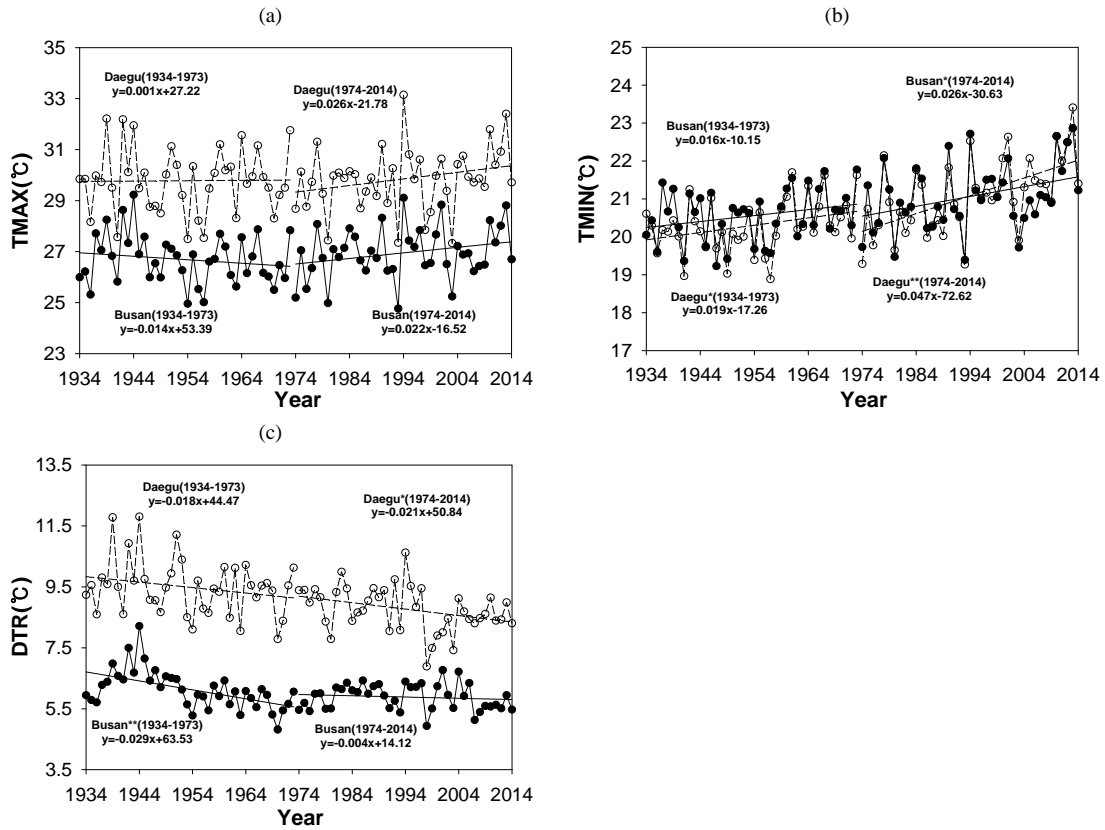 (a)
35
33
31
29
27
25
23
TMAX(℃)
Daegu(1934-1973)
y=0.001x+27.22
Daegu(1974-2014)
y=0.026x-21.78
Busan(1934-1973)
y=-0.014x+53.39
Busan(1974-2014)
y=0.022x-16.52
1934 1944 1954 1964 1974 1984 1994 2004 2014
Year
(b)
25
24
23
22
21
20
19
18
17
TMIN(℃)
Busan(1934-1973)
y=0.016x-10.15
Busan*(1974-2014)
y=0.026x-30.63
Daegu*(1934-1973)
y=0.019x-17.26
Daegu**(1974-2014)
y=0.047x-72.62
1934 1944 1954 1964 1974 1984 1994 2004 2014
Year
(c)
13.5
11.5
9.5
7.5
5.5
3.5
DTR(℃)
Daegu(1934-1973)
y=-0.018x+44.47
Daegu*(1974-2014)
y=-0.021x+50.84
Busan**(1934-1973)
y=-0.029x+63.53
Busan(1974-2014)
y=-0.004x+14.12
1934 1944 1954 1964 1974 1984 1994 2004 2014
Year